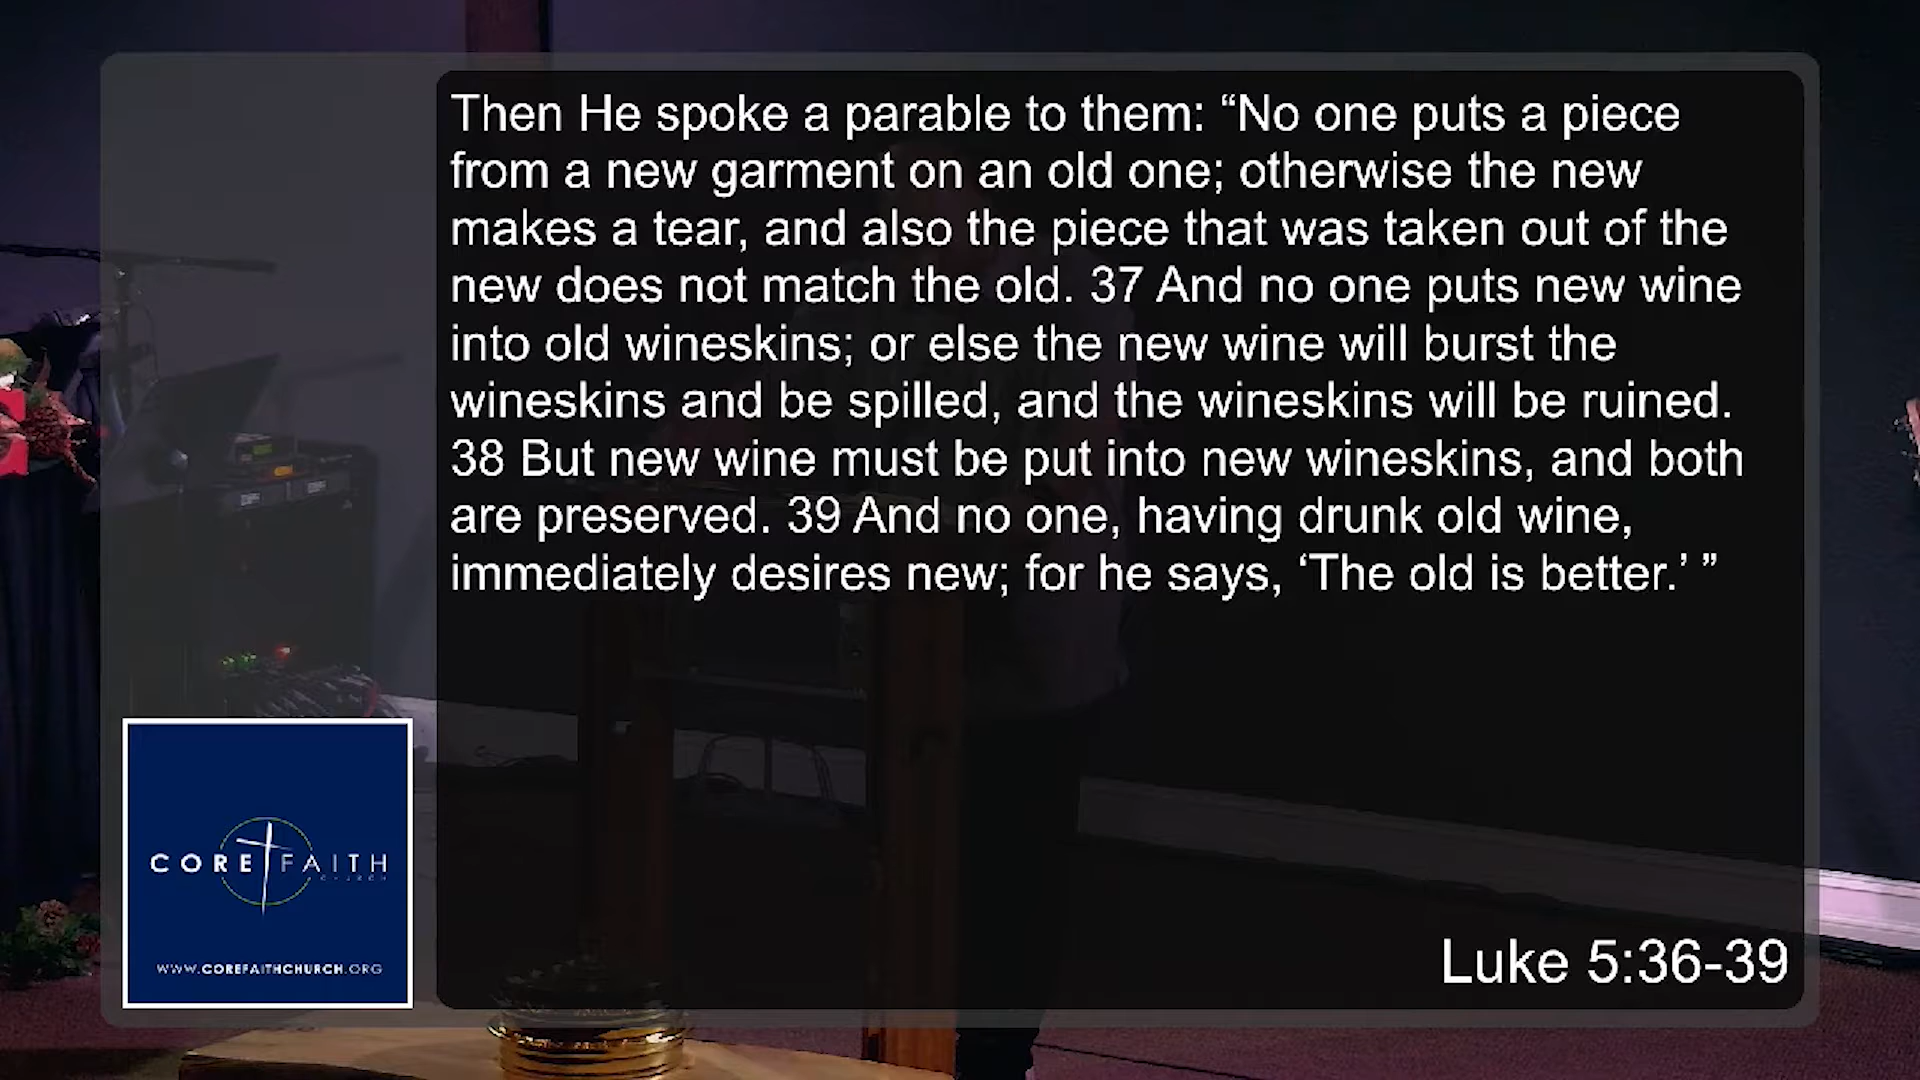 Then He spoke a parable to them: “No one puts a piece
from a new garment on an old one; otherwise the new
makes a tear, and also the piece that was taken out of the
new does not match the old. 37 And no one puts new wine
into old wineskins; or else the new wine will burst the
wineskins and be spilled, and the wineskins will be ruined.
38 But new wine must be put into new wineskins, and both
are preserved. 39 And no one, having drunk old wine,
immediately desires new; for he says, ‘The old is better.’ ”
CORE FAITH
CHURCH
WWW.COREFAITHCHURCH.ORG
Luke 5:36-39